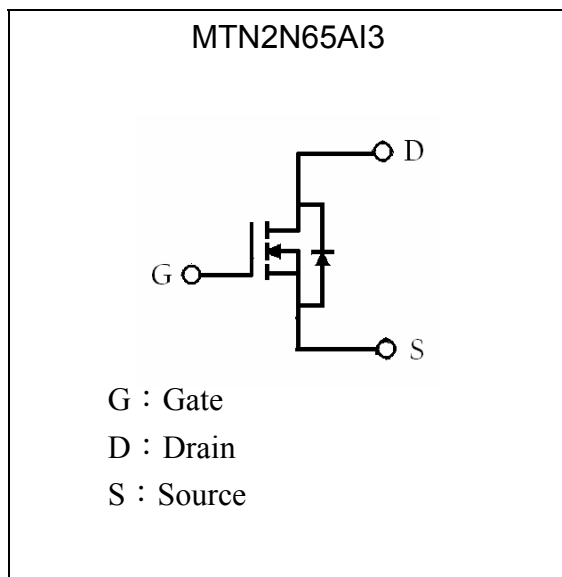 MTN2N65AI3
D
G
S
G：Gate
D：Drain
S：Source